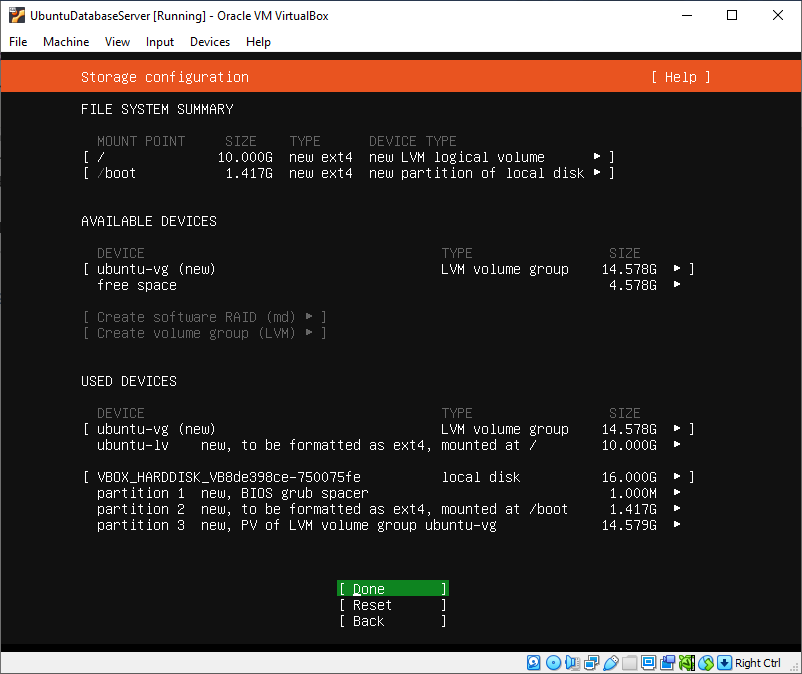 UbuntuDatabaseServer [Running] - Oracle VM VirtualBox
File Machine View Input Devices Help
Storage configuration [ Help ]
FILE SYSTEM SUMMARY
MOUNT POINT SIZE TYPE DEVICE TYPE
[ / 10.000G new ext4 new LVM logical volume ▸ ]
[ /boot 1.417G new ext4 new partition of local disk ▸ ]
AVAILABLE DEVICES
DEVICE TYPE SIZE
[ ubuntu-vg (new) LVM volume group 14.578G ▸ ]
free space 4.578G ▸
[ Create software RAID (md) ▸ ]
[ Create volume group (LVM) ▸ ]
USED DEVICES
DEVICE TYPE SIZE
[ ubuntu-vg (new) LVM volume group 14.578G ▸ ]
ubuntu-lv new, to be formatted as ext4, mounted at / 10.000G ▸
[ VBOX_HARDDISK_VB8de398ce-750075fe local disk 16.000G ▸ ]
partition 1 new, BIOS grub spacer 1.000M ▸
partition 2 new, to be formatted as ext4, mounted at /boot 1.417G ▸
partition 3 new, PV of LVM volume group ubuntu-vg 14.579G ▸
[ Done ]
[ Reset ]
[ Back ]
Right Ctrl